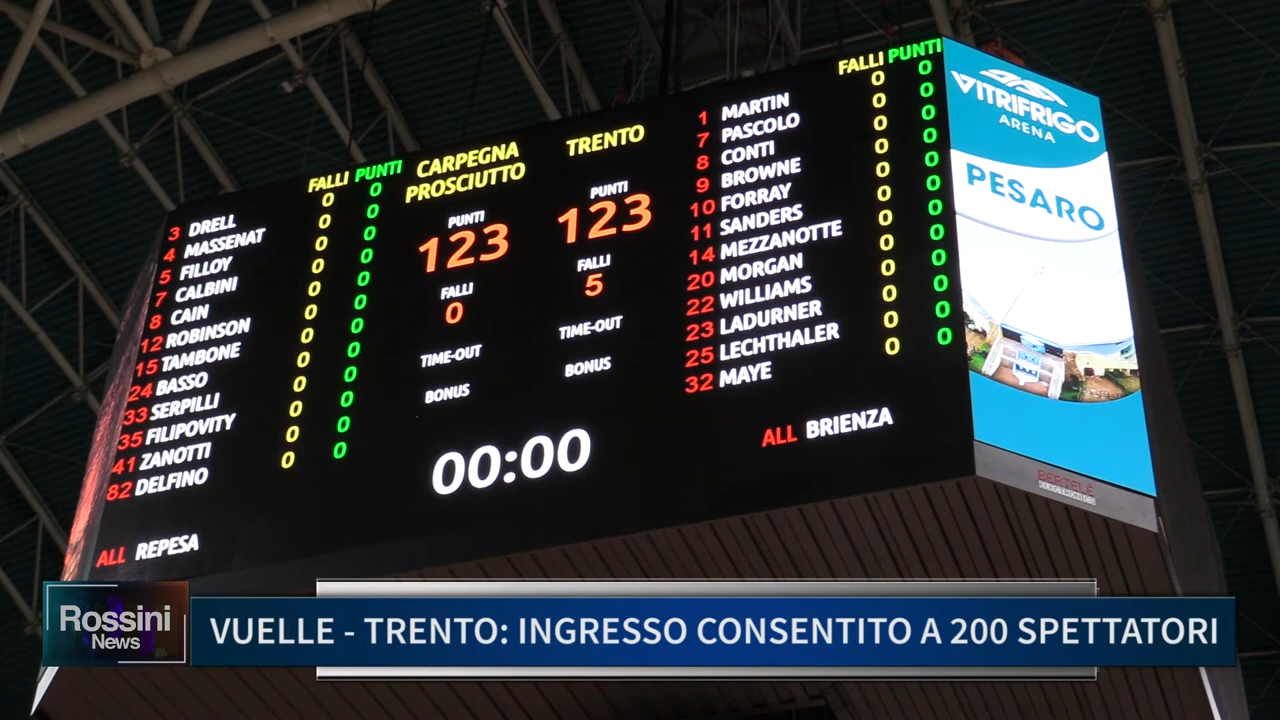 FALLI PUNTI
3 DRELL 0 0
4 MASSENAT 0 0
5 FILLOY 0 0
7 CALBINI 0 0
8 CAIN 0 0
12 ROBINSON 0 0
15 TAMBONE 0 0
24 BASSO 0 0
33 SERPILLI 0 0
35 FILIPOVITY 0 0
41 ZANOTTI 0 0
82 DELFINO 0 0
ALL REPESA
CARPEGNA
PROSCIUTTO
PUNTI
123
FALLI
0
TIME-OUT
BONUS
TRENTO
PUNTI
123
FALLI
5
TIME-OUT
BONUS
00:00
FALLI PUNTI
1 MARTIN 0 0
7 PASCOLO 0 0
8 CONTI 0 0
9 BROWNE 0 0
10 FORRAY 0 0
11 SANDERS 0 0
14 MEZZANOTTE 0 0
20 MORGAN 0 0
22 WILLIAMS 0 0
23 LADURNER 0 0
25 LECHTHALER 0 0
32 MAYE 0 0
ALL BRIENZA
VITRIFRIGO
ARENA
PESARO
BERTELÈ
Rossini
News
VUELLE - TRENTO: INGRESSO CONSENTITO A 200 SPETTATORI